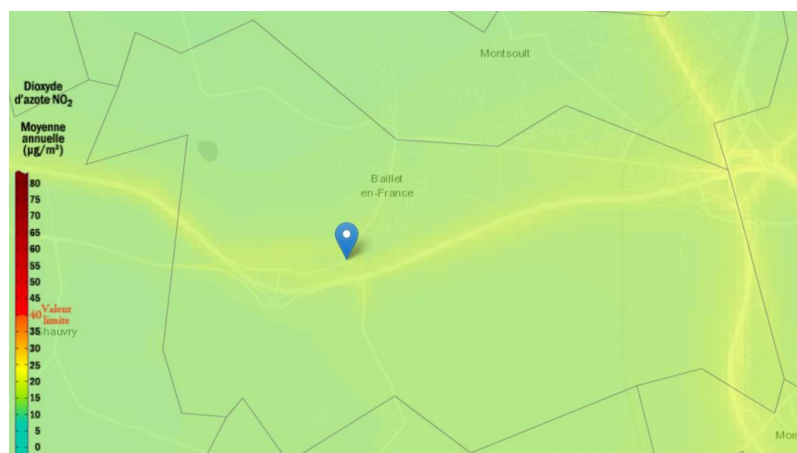 Montsoult
Dioxyde
d'azote NO2
Moyenne
annuelle
(µg/m³)
Baillet
en-France
80
75
70
65
60
55
50
45
40 Valeur
limite
35
hauvry
30
25
20
15
10
5
0
Mois